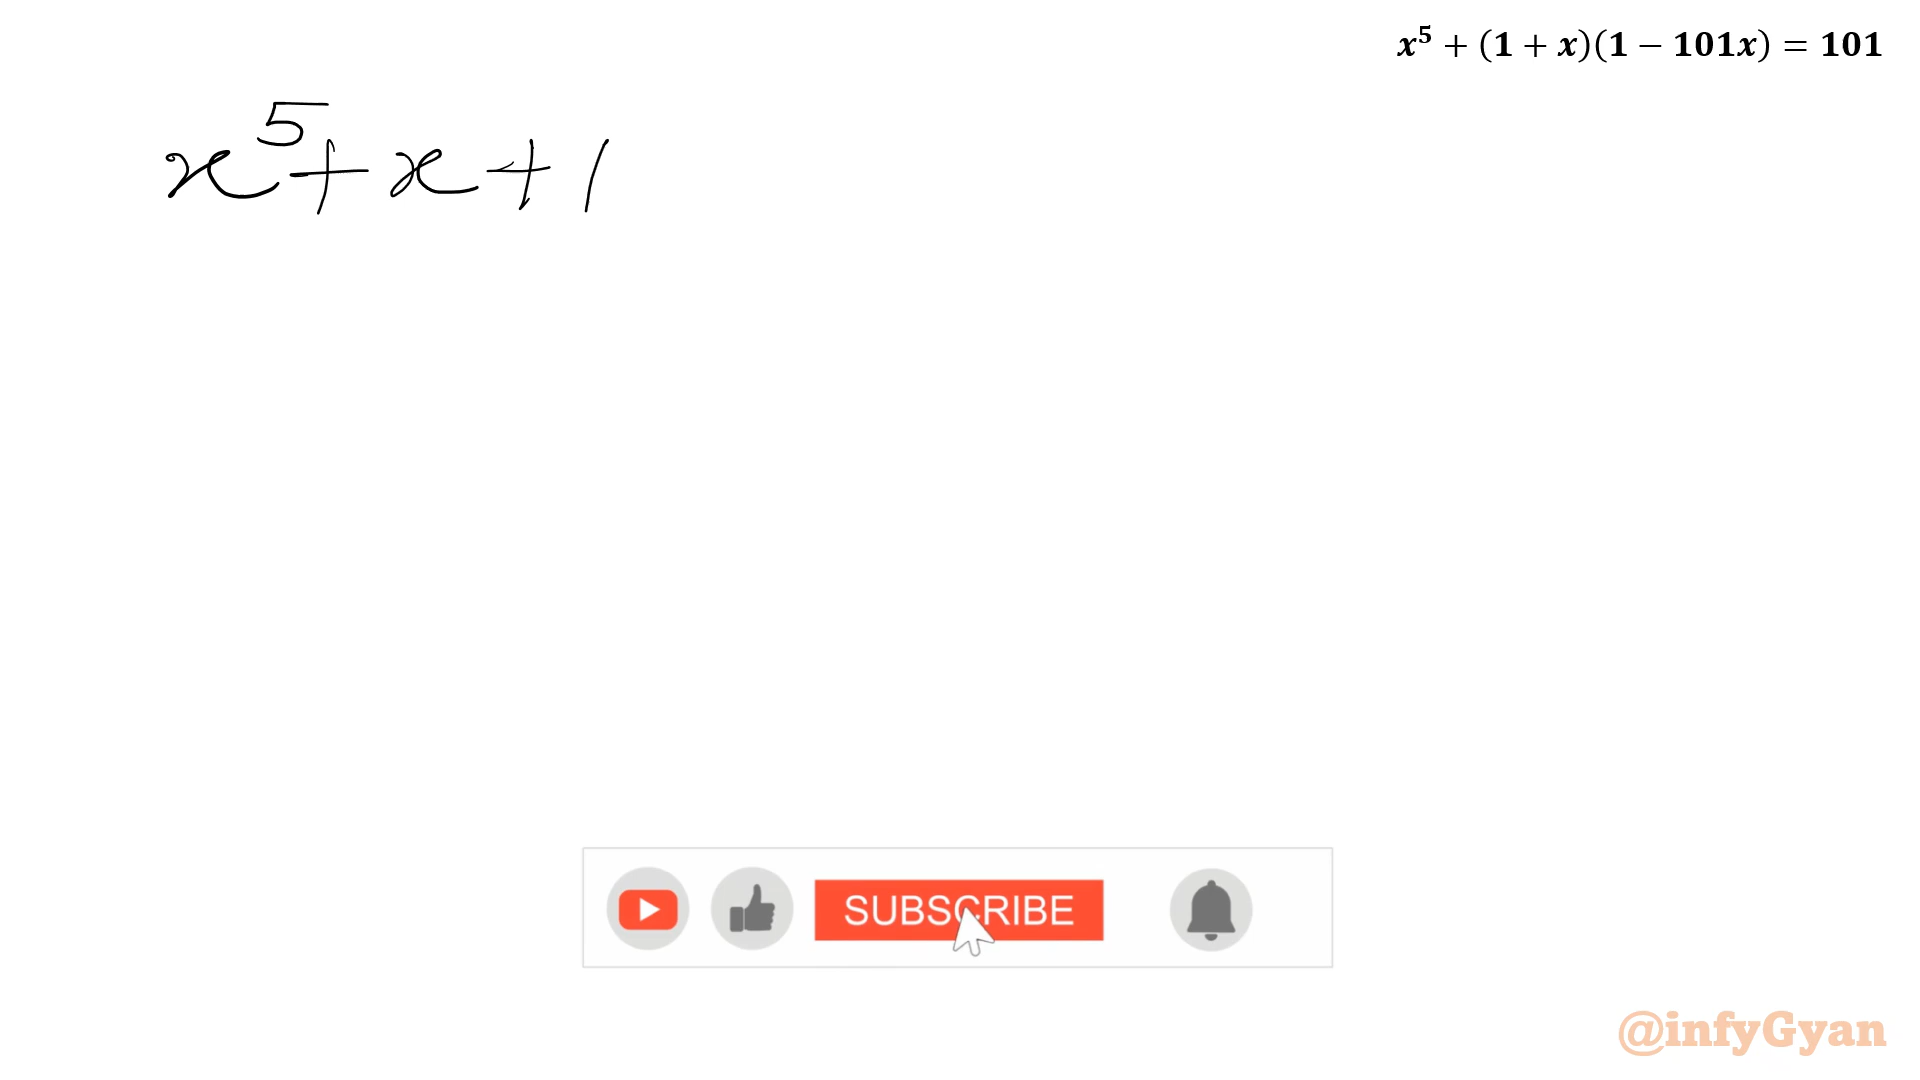 x⁵ + (1 + x)(1 − 101x) = 101
x⁵ + x + 1
SUBSCRIBE
@infyGyan